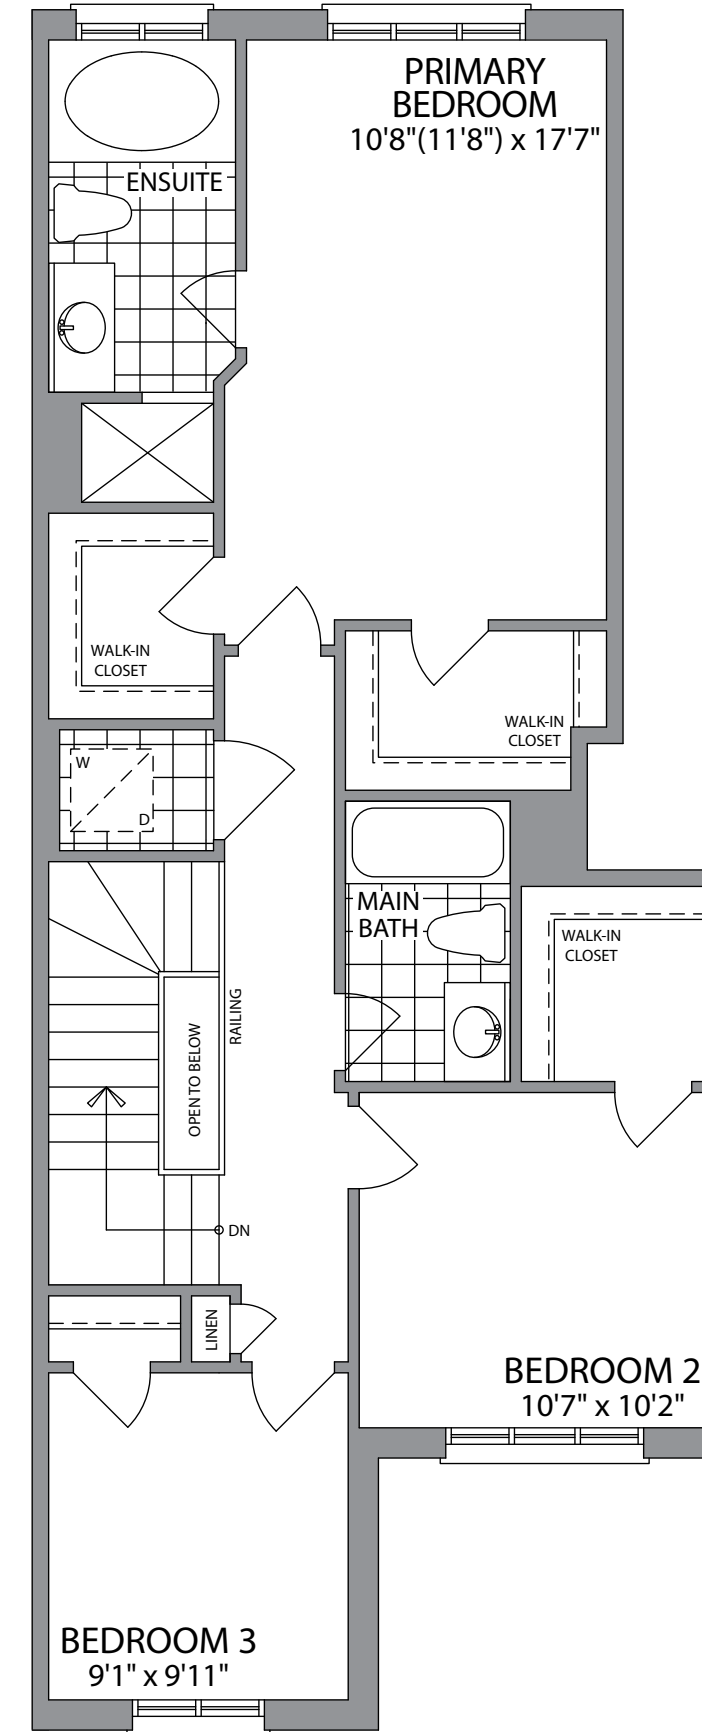 PRIMARY
BEDROOM
10'8"(11'8") x 17'7"
ENSUITE
WALK-IN
CLOSET
WALK-IN
CLOSET
W
D
MAIN
BATH
WALK-IN
CLOSET
RAILING
OPEN TO BELOW
DN
LINEN
BEDROOM 2
10'7" x 10'2"
BEDROOM 3
9'1" x 9'11"